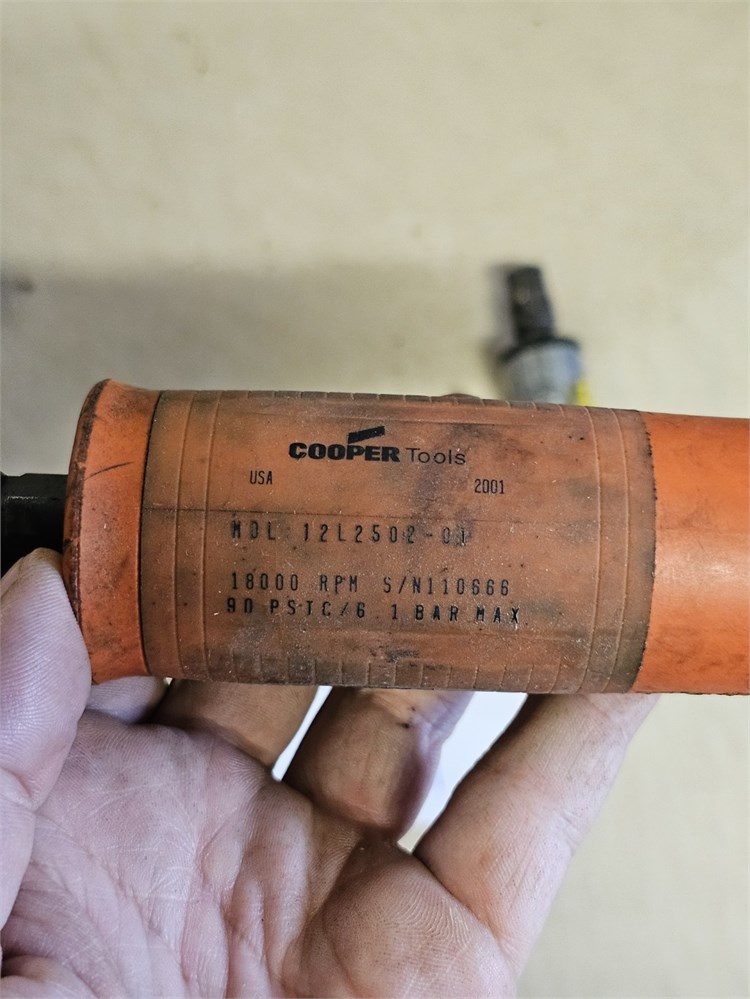 COOPER Tools
USA 2001
MDL 12L2502-01
18000 RPM S/N110666
90 PSIG/6.1 BAR MAX